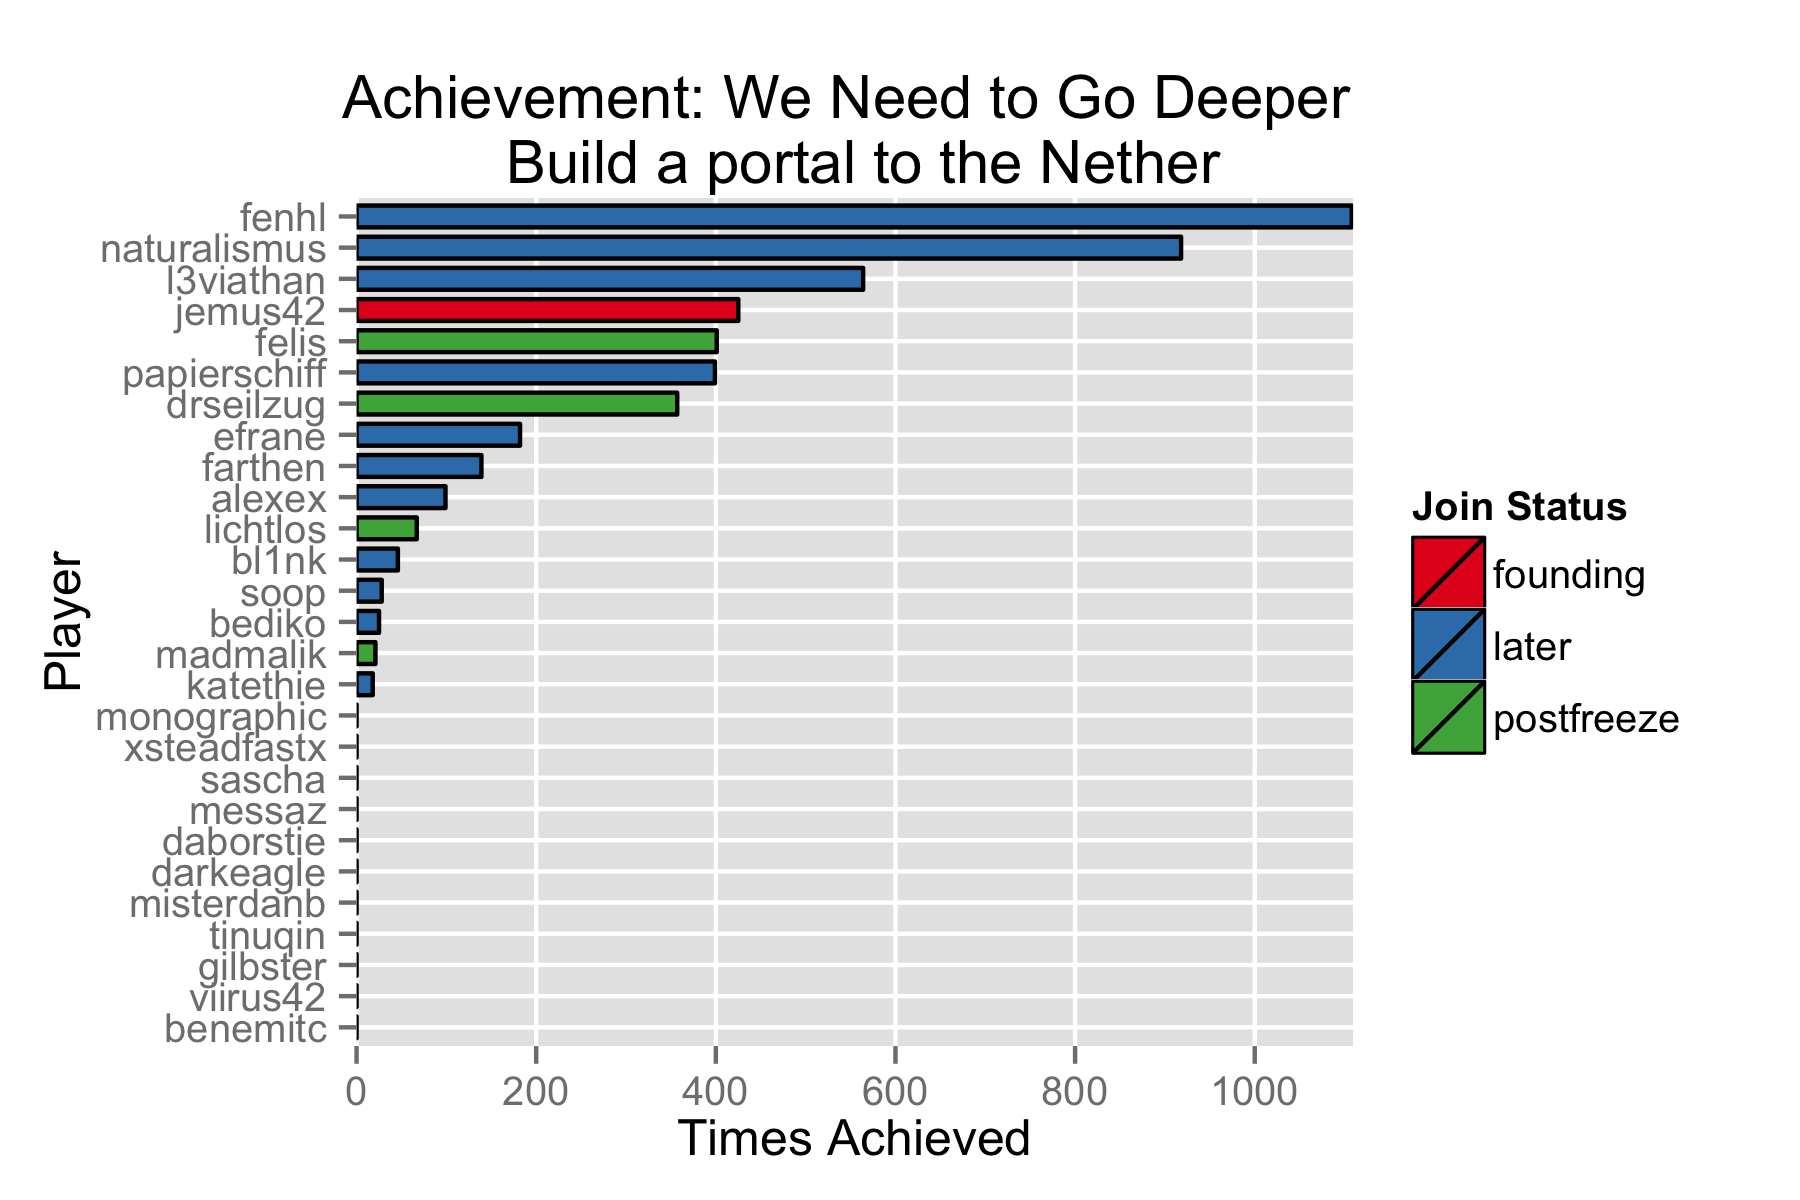 Achievement: We Need to Go Deeper
Build a portal to the Nether
fenhl
naturalismus
l3viathan
jemus42
felis
papierschiff
drseilzug
efrane
farthen
alexex
lichtlos
bl1nk
soop
bediko
madmalik
katethie
monographic
xsteadfastx
sascha
messaz
daborstie
darkeagle
misterdanb
tinuqin
gilbster
viirus42
benemitc
Player
0 200 400 600 800 1000
Times Achieved
Join Status
founding
later
postfreeze